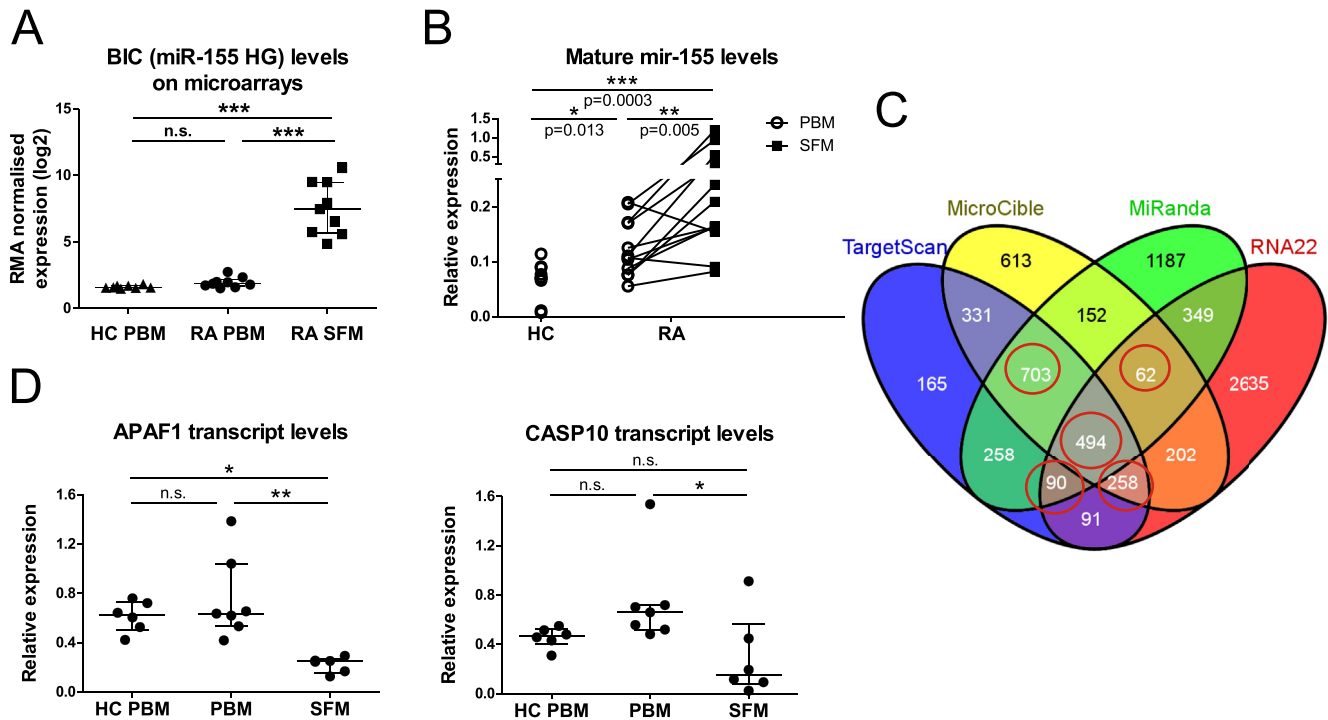 A
BIC (miR-155 HG) levels
on microarrays
***
n.s.
***
RMA normalised
expression (log2)
15
10
5
0
HC PBM
RA PBM
RA SFM
B
Mature mir-155 levels
***
p=0.0003
*
**
p=0.013
p=0.005
PBM
SFM
Relative expression
1.5
1.0
0.5
0.2
0.1
0.0
HC
RA
C
TargetScan
MicroCible
MiRanda
RNA22
613
1187
331
152
349
165
703
62
2635
494
258
202
90
258
91
D
APAF1 transcript levels
*
n.s.
**
Relative expression
1.6
1.2
0.8
0.4
0.0
HC PBM
PBM
SFM
CASP10 transcript levels
n.s.
n.s.
*
Relative expression
1.6
1.2
0.8
0.4
0.0
HC PBM
PBM
SFM